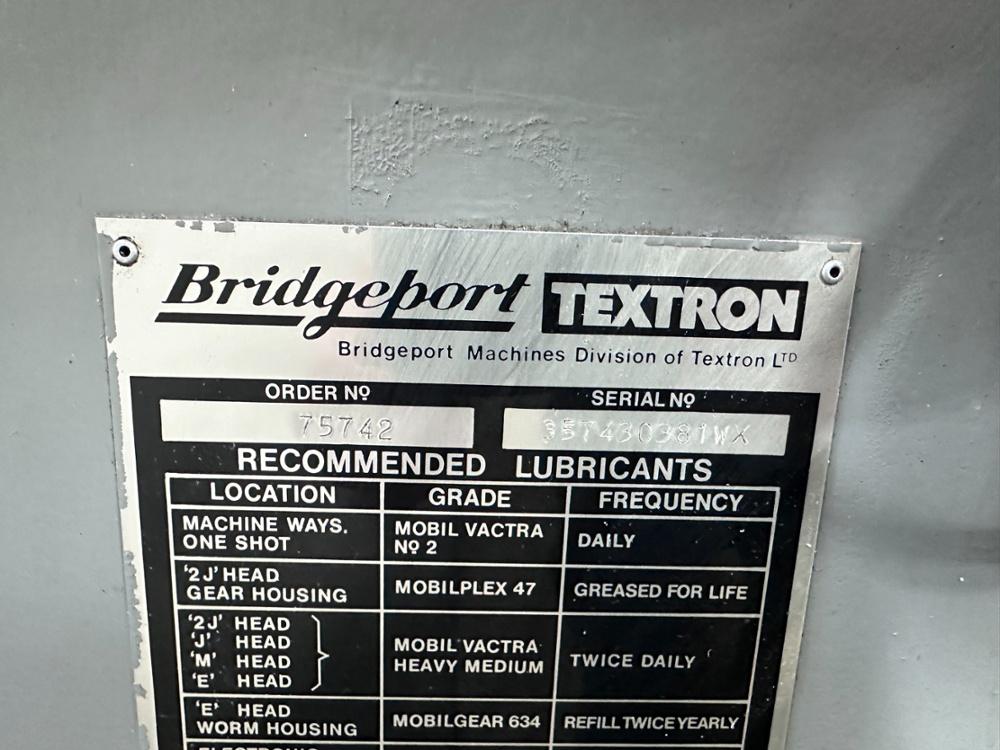 Bridgeport TEXTRON
Bridgeport Machines Division of Textron LTD
ORDER Nº SERIAL Nº
75742
RECOMMENDED LUBRICANTS
LOCATION GRADE FREQUENCY
MACHINE WAYS.
ONE SHOT
MOBIL VACTRA
Nº 2
DAILY
'2J' HEAD
GEAR HOUSING
MOBILPLEX 47
GREASED FOR LIFE
'2J' HEAD
'J' HEAD
'M' HEAD
'E' HEAD
MOBIL VACTRA
HEAVY MEDIUM
TWICE DAILY
'E' HEAD
WORM HOUSING
MOBILGEAR 634
REFILL TWICE YEARLY